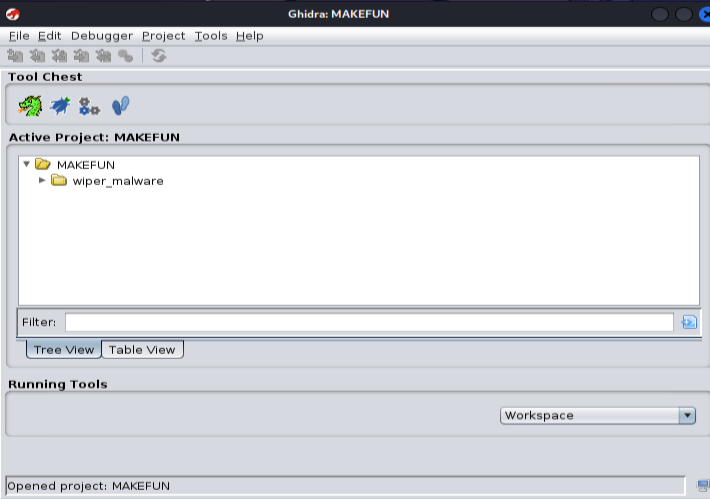 Ghidra: MAKEFUN
File Edit Debugger Project Tools Help
Tool Chest
Active Project: MAKEFUN
MAKEFUN
wiper_malware
Filter:
Tree View Table View
Running Tools
Workspace
Opened project: MAKEFUN